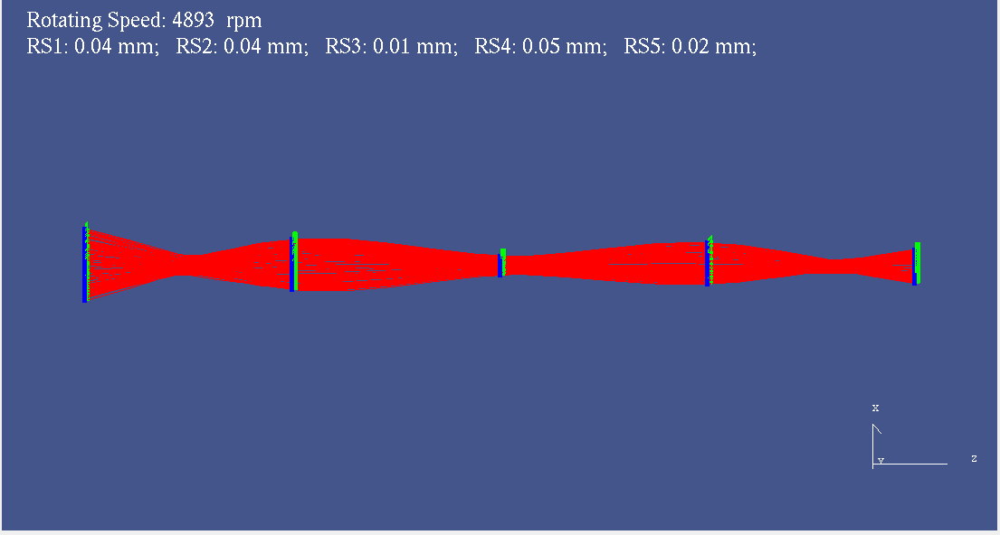 Rotating Speed: 4893 rpm
RS1: 0.04 mm; RS2: 0.04 mm; RS3: 0.01 mm; RS4: 0.05 mm; RS5: 0.02 mm;
x
y
z